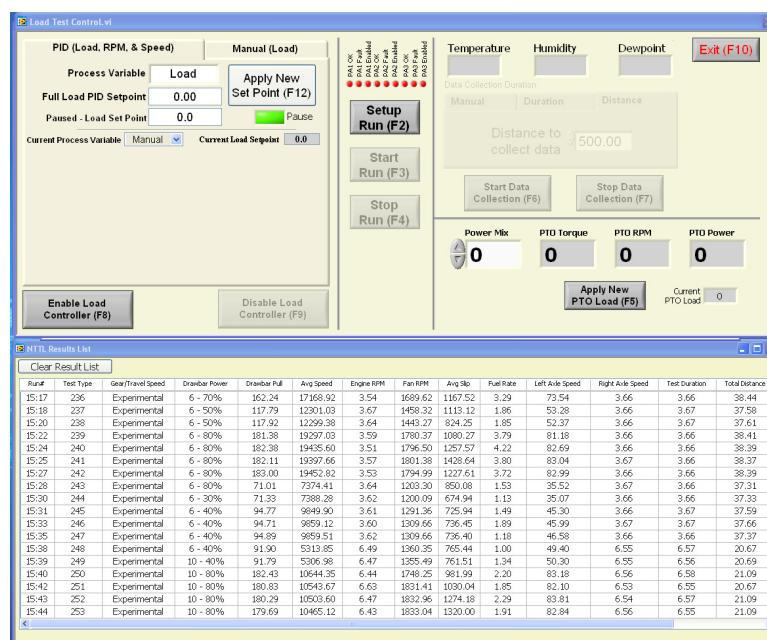 Load Test Control.vi
PID (Load, RPM, & Speed)
Manual (Load)
Process Variable Load
Full Load PID Setpoint 0.00
Paused - Load Set Point 0.0
Apply New Set Point (F12)
Pause
Current Process Variable Manual Current Load Setpoint 0.0
Enable Load Controller (F8)
Disable Load Controller (F9)
PA1 OK
PA1 Fault
PA1 Enabled
PA2 OK
PA2 Fault
PA2 Enabled
PA3 OK
PA3 Fault
PA3 Enabled
Setup Run (F2)
Start Run (F3)
Stop Run (F4)
Temperature Humidity Dewpoint
Exit (F10)
Data Collection Duration
Manual Duration Distance
Distance to collect data 500.00
Start Data Collection (F6)
Stop Data Collection (F7)
Power Mix PTO Torque PTO RPM PTO Power
0 0 0 0
Apply New PTO Load (F5)
Current PTO Load 0
NTTL Results List
Clear Result List
Run# Test Type Gear/Travel Speed Drawbar Power Drawbar Pull Avg Speed Engine RPM Fan RPM Avg Slip Fuel Rate Left Axle Speed Right Axle Speed Test Duration Total Distance
15:17 236 Experimental 6 - 70% 162.24 17168.92 3.54 1689.62 1167.52 3.29 73.54 3.66 3.66 38.44
15:18 237 Experimental 6 - 50% 117.79 12301.03 3.67 1458.32 1113.12 1.86 53.28 3.66 3.67 37.58
15:20 238 Experimental 6 - 50% 117.92 12299.38 3.64 1443.27 824.25 1.85 52.37 3.66 3.67 37.61
15:22 239 Experimental 6 - 80% 181.38 19297.03 3.59 1780.37 1080.27 3.79 81.18 3.66 3.66 38.41
15:24 240 Experimental 6 - 80% 182.38 19435.60 3.51 1796.50 1257.57 4.22 82.69 3.66 3.66 38.39
15:25 241 Experimental 6 - 80% 182.11 19397.66 3.57 1801.38 1428.64 3.80 83.04 3.67 3.66 38.37
15:27 242 Experimental 6 - 80% 183.00 19452.82 3.53 1794.99 1227.61 3.72 82.99 3.66 3.66 38.39
15:28 243 Experimental 6 - 80% 71.01 7374.41 3.64 1203.30 850.08 1.53 35.52 3.67 3.66 37.31
15:30 244 Experimental 6 - 30% 71.33 7388.28 3.62 1200.09 674.94 1.13 35.07 3.66 3.66 37.33
15:31 245 Experimental 6 - 40% 94.77 9849.90 3.61 1291.36 725.94 1.49 45.30 3.66 3.67 37.59
15:33 246 Experimental 6 - 40% 94.71 9859.12 3.60 1309.66 736.45 1.89 45.99 3.67 3.67 37.66
15:35 247 Experimental 6 - 40% 94.89 9859.51 3.62 1309.66 736.40 1.18 46.58 3.66 3.66 37.37
15:38 248 Experimental 6 - 40% 91.90 5313.85 6.49 1360.35 765.44 1.00 49.40 6.55 6.57 20.67
15:39 249 Experimental 10 - 40% 91.79 5306.98 6.47 1355.49 761.51 1.34 50.30 6.55 6.56 20.69
15:40 250 Experimental 10 - 80% 182.43 10644.35 6.44 1748.25 981.99 2.20 83.18 6.56 6.58 21.09
15:42 251 Experimental 10 - 80% 180.83 10543.67 6.63 1831.41 1030.04 1.85 82.10 6.53 6.55 20.67
15:43 252 Experimental 10 - 80% 180.29 10503.60 6.47 1832.96 1274.18 2.29 83.81 6.54 6.57 21.00
15:44 253 Experimental 10 - 80% 179.69 10465.12 6.43 1833.04 1320.00 1.91 82.84 6.56 6.55 21.09